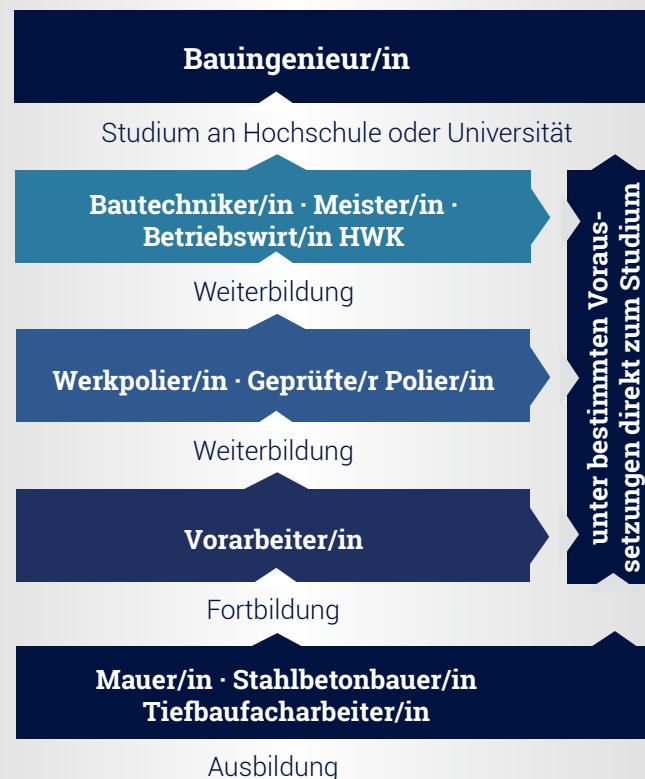 Bauingenieur/in
Studium an Hochschule oder Universität
Bautechniker/in · Meister/in ·
Betriebswirt/in HWK
Weiterbildung
Werkpolier/in · Geprüfte/r Polier/in
Weiterbildung
Vorarbeiter/in
Fortbildung
Mauer/in · Stahlbetonbauer/in
Tiefbaufacharbeiter/in
Ausbildung
unter bestimmten Voraus-
setzungen direkt zum Studium